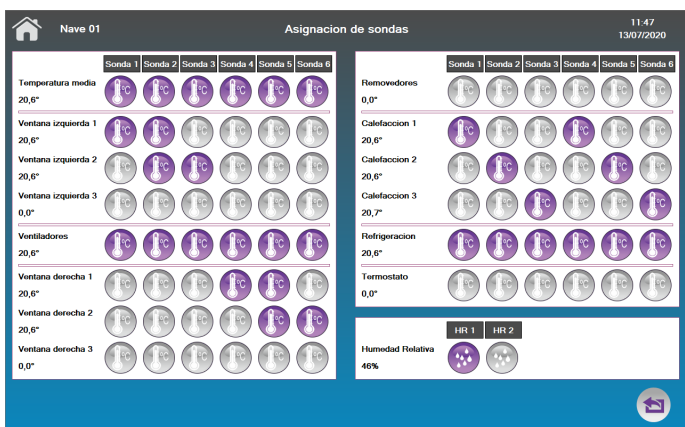 Nave 01
Asignacion de sondas
11:47
13/07/2020
Sonda 1 Sonda 2 Sonda 3 Sonda 4 Sonda 5 Sonda 6
Temperatura media
20,6°
Ventana izquierda 1
20,6°
Ventana izquierda 2
20,6°
Ventana izquierda 3
0,0°
Ventiladores
20,6°
Ventana derecha 1
20,6°
Ventana derecha 2
20,6°
Ventana derecha 3
0,0°
Sonda 1 Sonda 2 Sonda 3 Sonda 4 Sonda 5 Sonda 6
Removedores
0,0°
Calefaccion 1
20,6°
Calefaccion 2
20,6°
Calefaccion 3
20,7°
Refrigeracion
20,6°
Termostato
0,0°
HR 1 HR 2
Humedad Relativa
46%